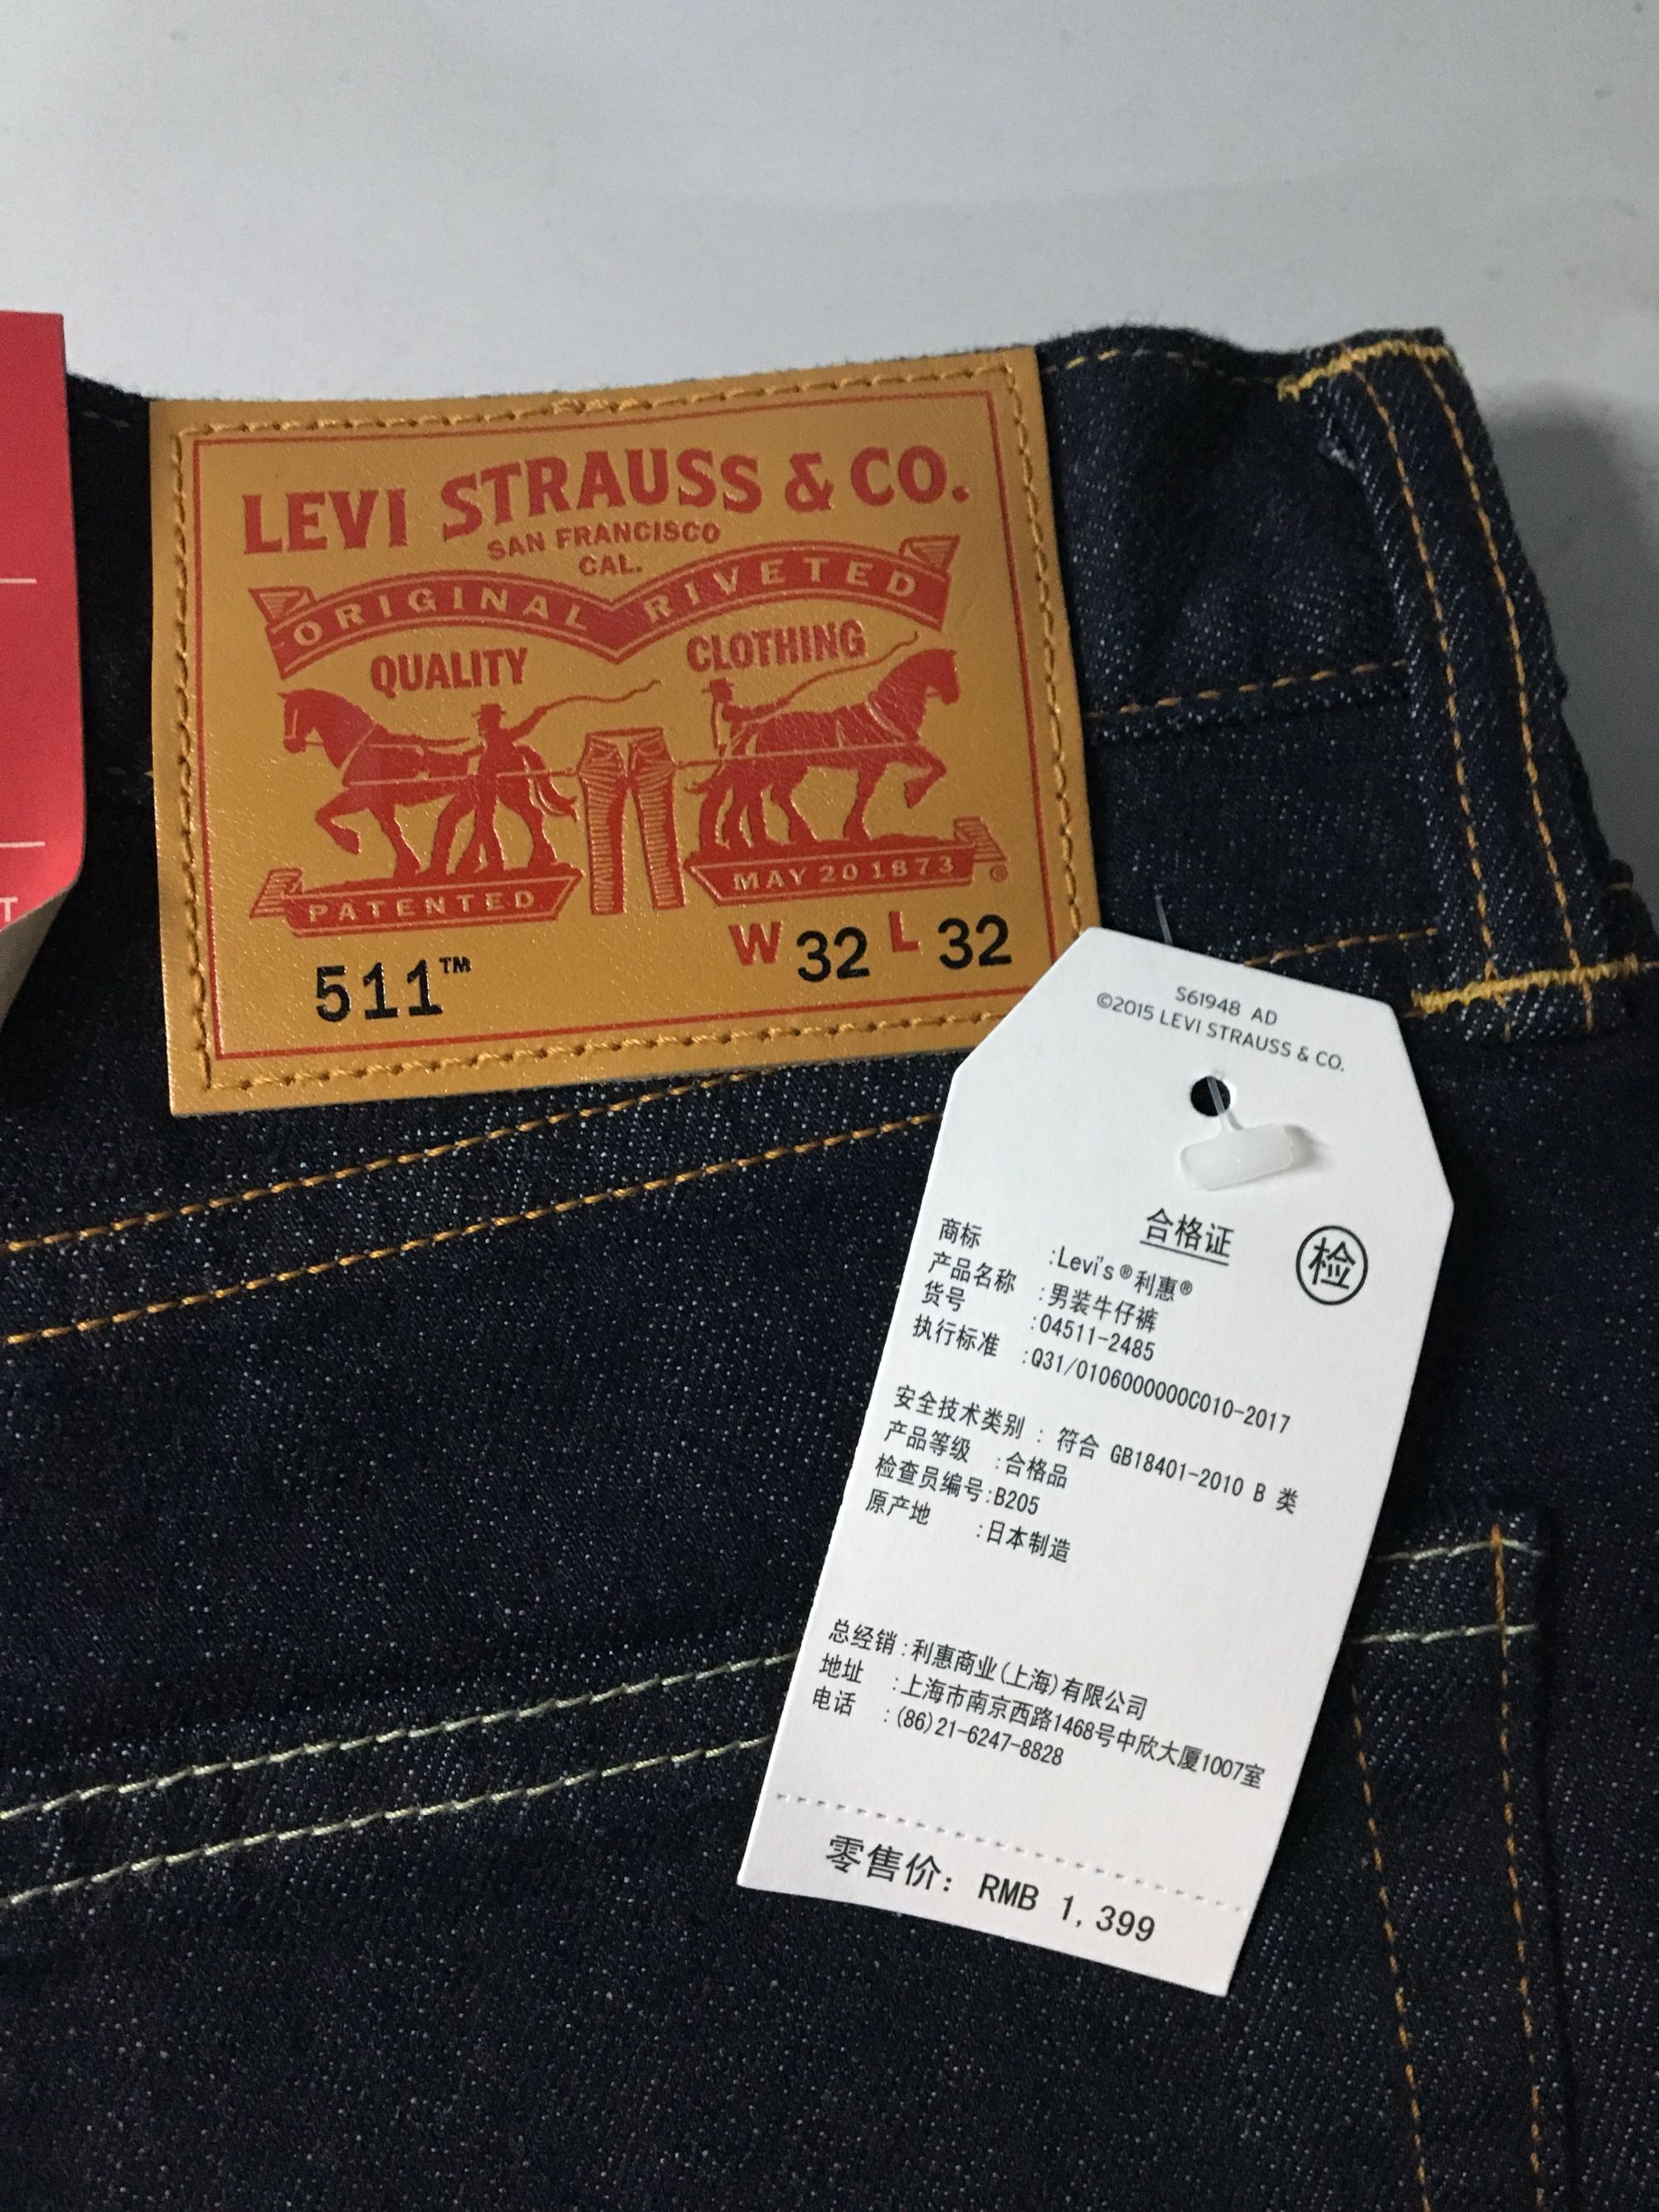 LEVI STRAUSS & CO.
SAN FRANCISCO
CAL.
ORIGINAL RIVETED
QUALITY CLOTHING
PATENTED
MAY 20 1873
®
511™
W 32 L 32
T
S61948 AD
©2015 LEVI STRAUSS & CO.
合格证
检
商标 :Levi's®利惠®
产品名称 :男装牛仔裤
货号 :04511-2485
执行标准 :Q31/0106000000C010-2017
安全技术类别 : 符合 GB18401-2010 B 类
产品等级 :合格品
检查员编号:B205
原产地 :日本制造
总经销:利惠商业(上海)有限公司
地址 :上海市南京西路1468号中欣大厦1007室
电话 :(86)21-6247-8828
零售价: RMB 1,399